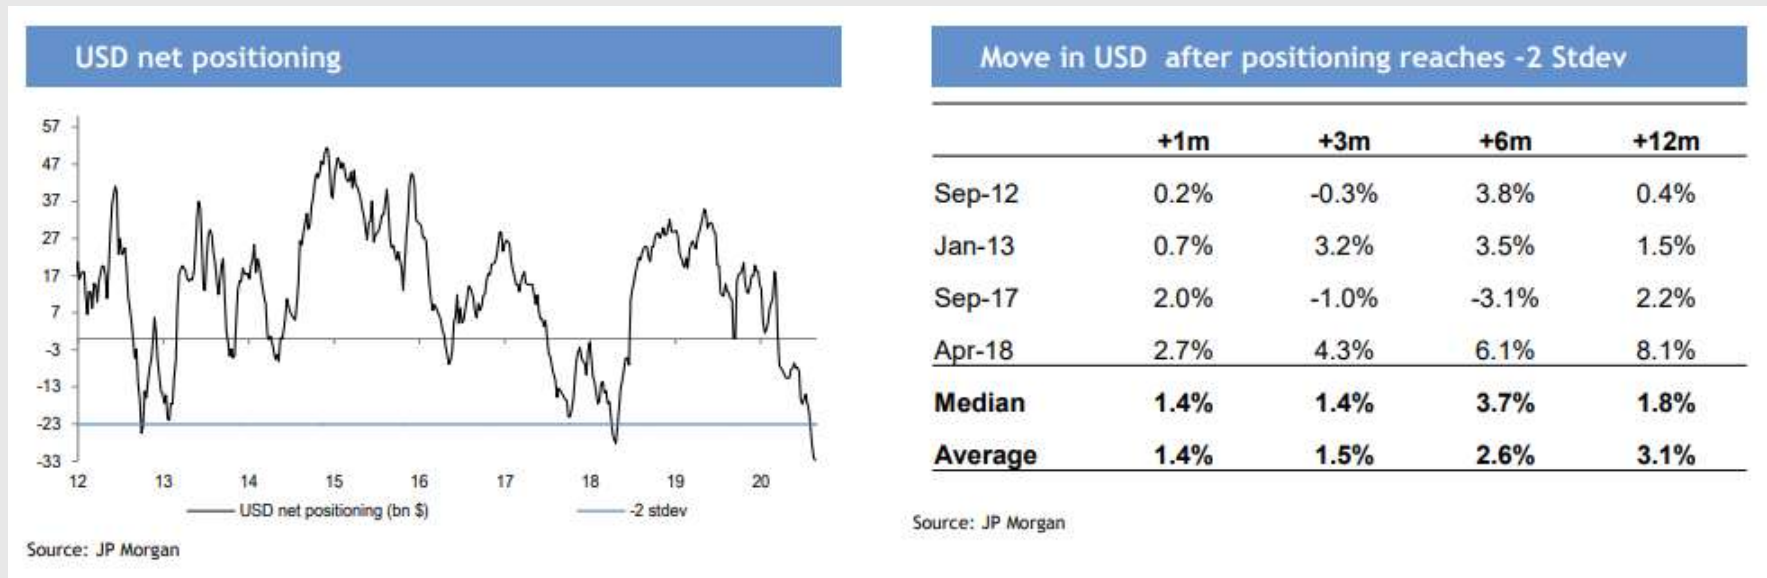 USD net positioning
57
47
37
27
17
7
-3
-13
-23
-33
12 13 14 15 16 17 18 19 20
USD net positioning (bn $) -2 stdev
Source: JP Morgan
Move in USD after positioning reaches -2 Stdev
+1m +3m +6m +12m
Sep-12 0.2% -0.3% 3.8% 0.4%
Jan-13 0.7% 3.2% 3.5% 1.5%
Sep-17 2.0% -1.0% -3.1% 2.2%
Apr-18 2.7% 4.3% 6.1% 8.1%
Median 1.4% 1.4% 3.7% 1.8%
Average 1.4% 1.5% 2.6% 3.1%
Source: JP Morgan